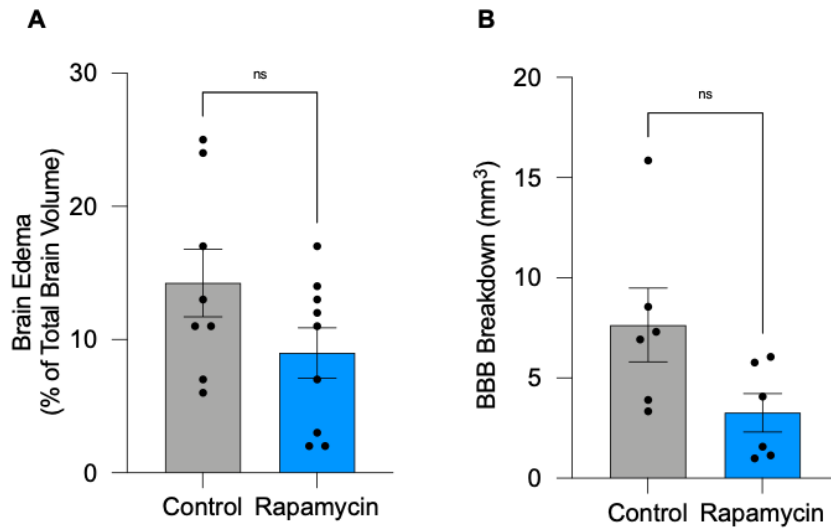 A
Brain Edema
(% of Total Brain Volume)
30
20
10
0
ns
Control Rapamycin
B
BBB Breakdown (mm³)
20
15
10
5
0
ns
Control Rapamycin